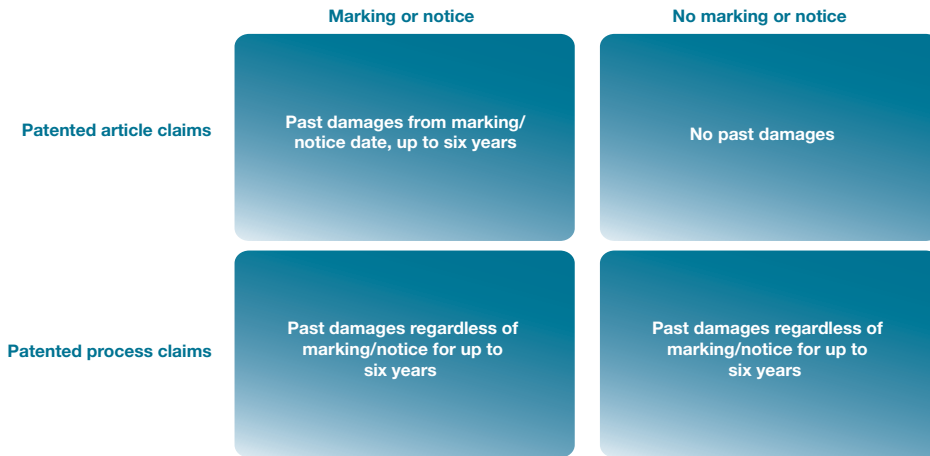 Marking or notice
No marking or notice
Patented article claims
Past damages from marking/
notice date, up to six years
No past damages
Patented process claims
Past damages regardless of
marking/notice for up to
six years
Past damages regardless of
marking/notice for up to
six years